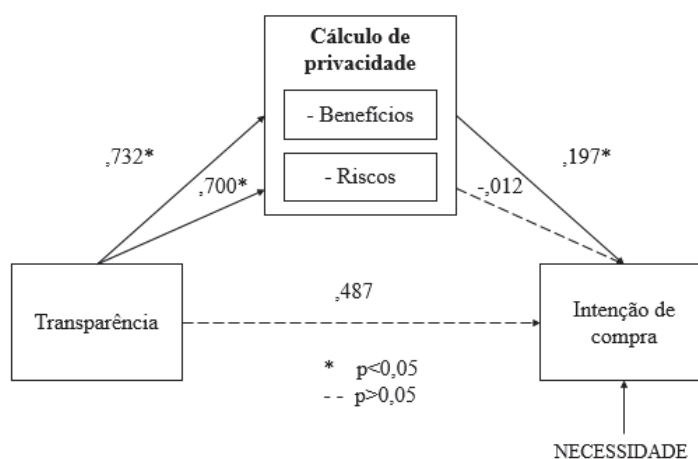 Cálculo de
privacidade
- Benefícios
- Riscos
,732*
,700*
,197*
-,012
Transparência
,487
Intenção de
compra
* p<0,05
-- p>0,05
NECESSIDADE